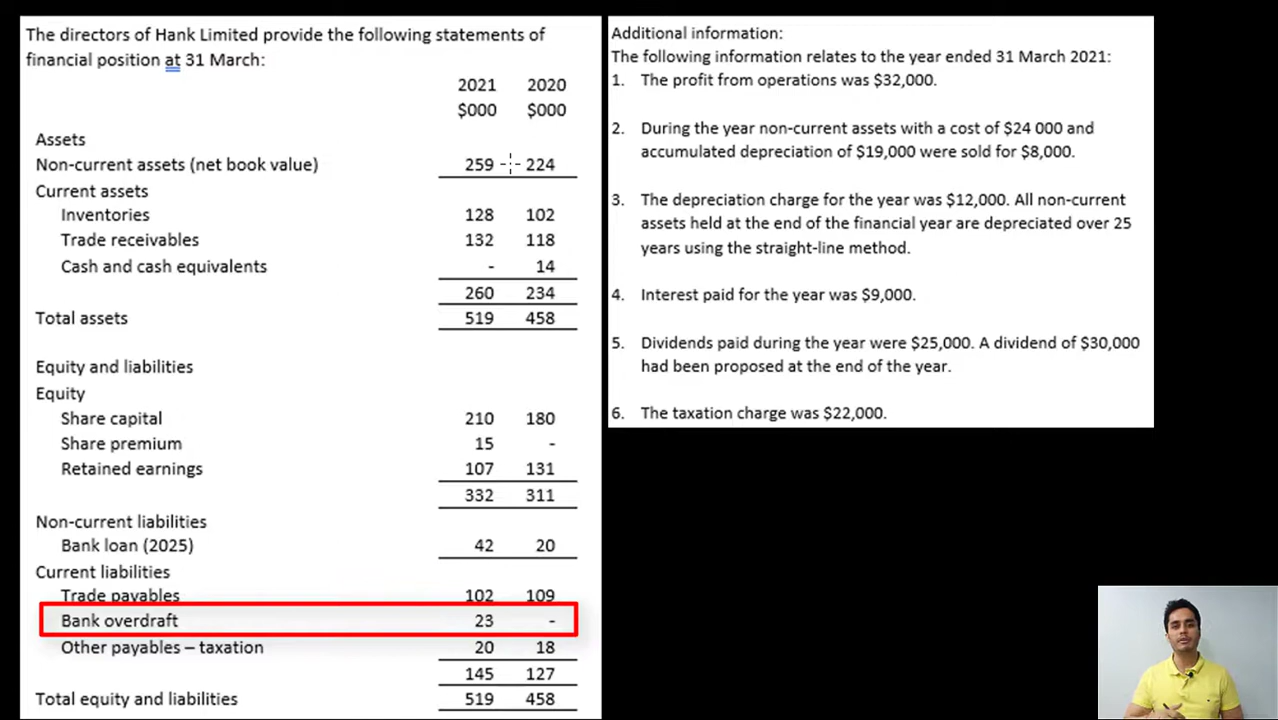 The directors of Hank Limited provide the following statements of
financial position at 31 March:
2021 2020
$000 $000
Assets
Non-current assets (net book value) 259 224
Current assets
Inventories 128 102
Trade receivables 132 118
Cash and cash equivalents - 14
260 234
Total assets 519 458
Equity and liabilities
Equity
Share capital 210 180
Share premium 15 -
Retained earnings 107 131
332 311
Non-current liabilities
Bank loan (2025) 42 20
Current liabilities
Trade payables 102 109
Bank overdraft 23 -
Other payables – taxation 20 18
145 127
Total equity and liabilities 519 458
Additional information:
The following information relates to the year ended 31 March 2021:
1. The profit from operations was $32,000.
2. During the year non-current assets with a cost of $24 000 and
accumulated depreciation of $19,000 were sold for $8,000.
3. The depreciation charge for the year was $12,000. All non-current
assets held at the end of the financial year are depreciated over 25
years using the straight-line method.
4. Interest paid for the year was $9,000.
5. Dividends paid during the year were $25,000. A dividend of $30,000
had been proposed at the end of the year.
6. The taxation charge was $22,000.